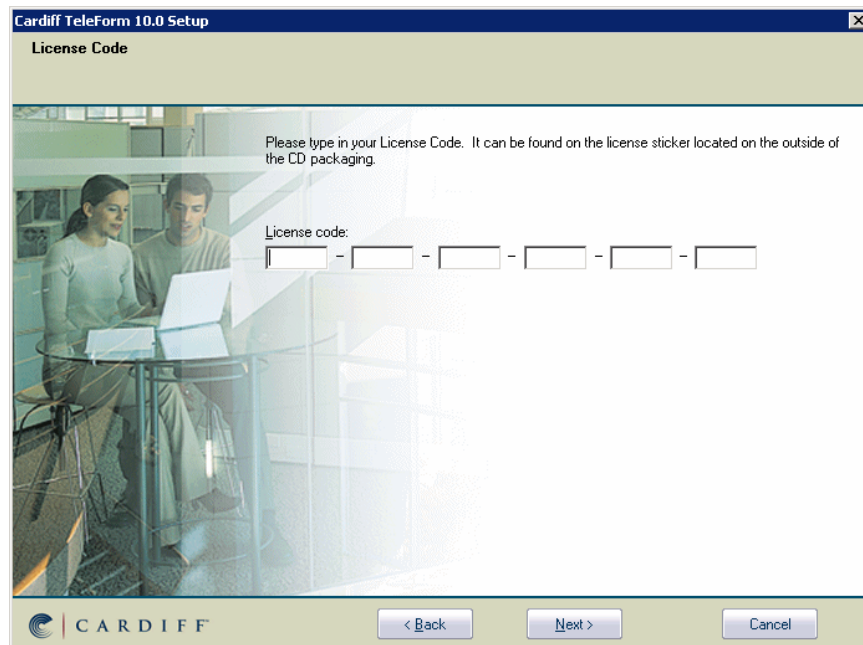 Cardiff TeleForm 10.0 Setup
License Code
Please type in your License Code. It can be found on the license sticker located on the outside of
the CD packaging.
License code:
- - - - -
CARDIFF
< Back
Next >
Cancel